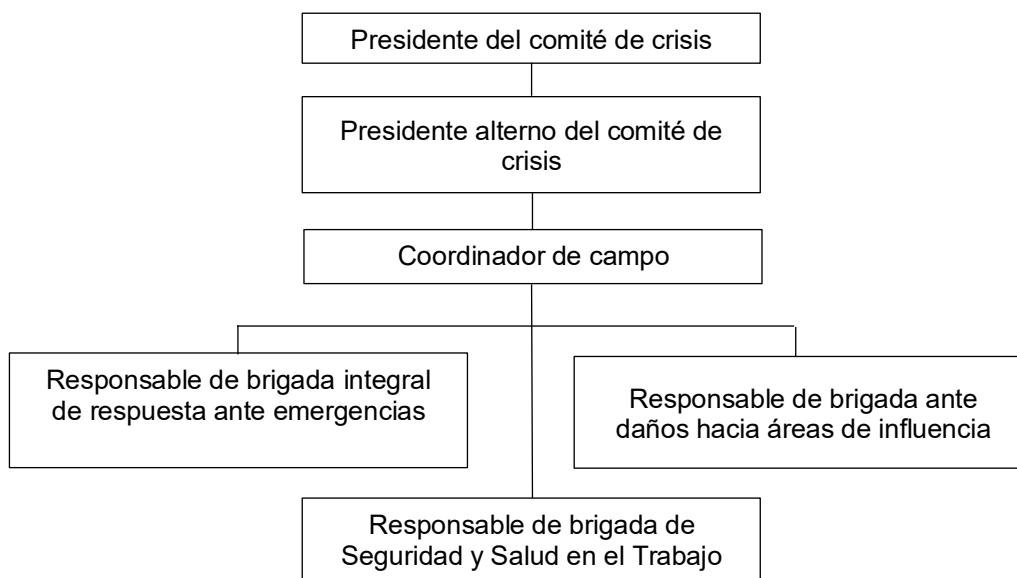 Presidente del comité de crisis
Presidente alterno del comité de
crisis
Coordinador de campo
Responsable de brigada integral
de respuesta ante emergencias
Responsable de brigada ante
daños hacia áreas de influencia
Responsable de brigada de
Seguridad y Salud en el Trabajo